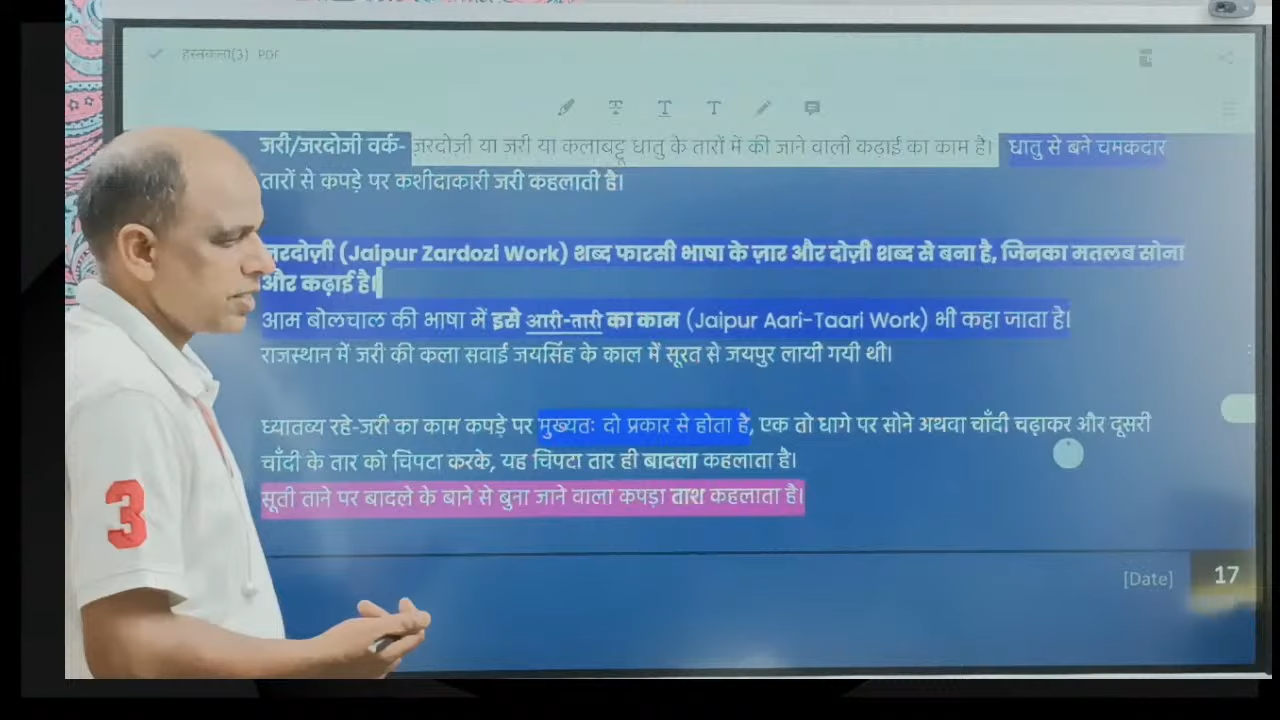 हस्तकला(3) PDF
जरी/जरदोजी वर्क- ज़रदोज़ी या जरी या कलाबट्टू धातु के तारों में की जाने वाली कढ़ाई का काम है। धातु से बने चमकदार
तारों से कपड़े पर कशीदाकारी जरी कहलाती है।
ज़रदोज़ी (Jaipur Zardozi Work) शब्द फारसी भाषा के ज़ार और दोज़ी शब्द से बना है, जिनका मतलब सोना
और कढ़ाई है।
आम बोलचाल की भाषा में इसे आरी-तारी का काम (Jaipur Aari-Taari Work) भी कहा जाता है।
राजस्थान में जरी की कला सवाई जयसिंह के काल में सूरत से जयपुर लायी गयी थी।
ध्यातव्य रहे-जरी का काम कपड़े पर मुख्यतः दो प्रकार से होता है, एक तो धागे पर सोने अथवा चाँदी चढ़ाकर और दूसरी
चाँदी के तार को चिपटा करके, यह चिपटा तार ही बादला कहलाता है।
सूती ताने पर बादले के बाने से बुना जाने वाला कपड़ा ताश कहलाता है।
[Date] 17
3